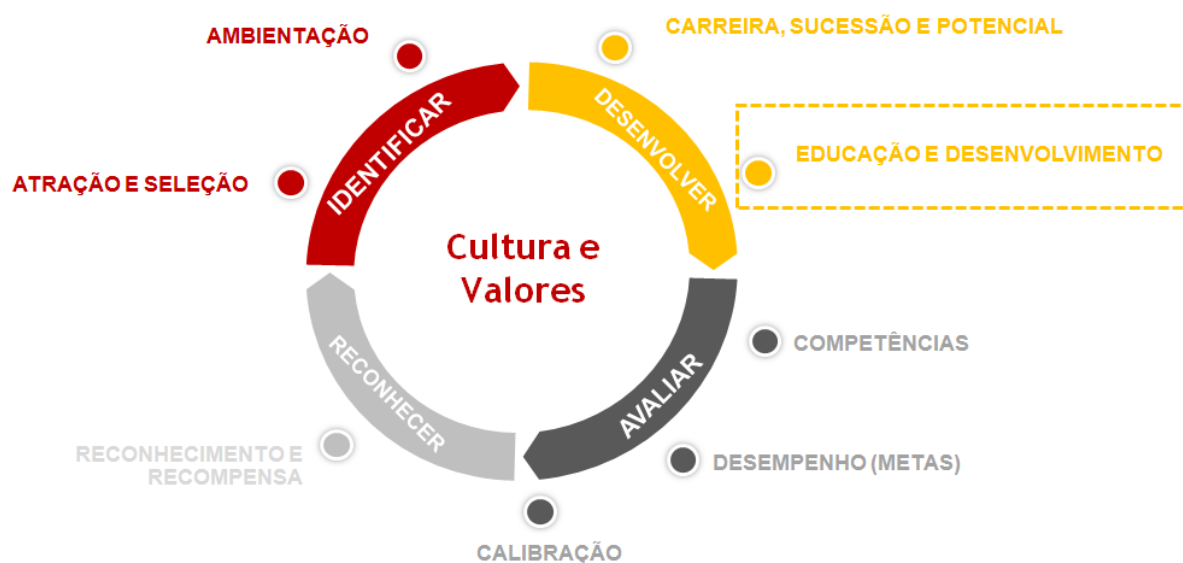 AMBIENTAÇÃO
CARREIRA, SUCESSÃO E POTENCIAL
IDENTIFICAR
DESENVOLVER
EDUCAÇÃO E DESENVOLVIMENTO
ATRAÇÃO E SELEÇÃO
Cultura e
Valores
COMPETÊNCIAS
RECONHECER
AVALIAR
RECONHECIMENTO E
RECOMPENSA
DESEMPENHO (METAS)
CALIBRAÇÃO